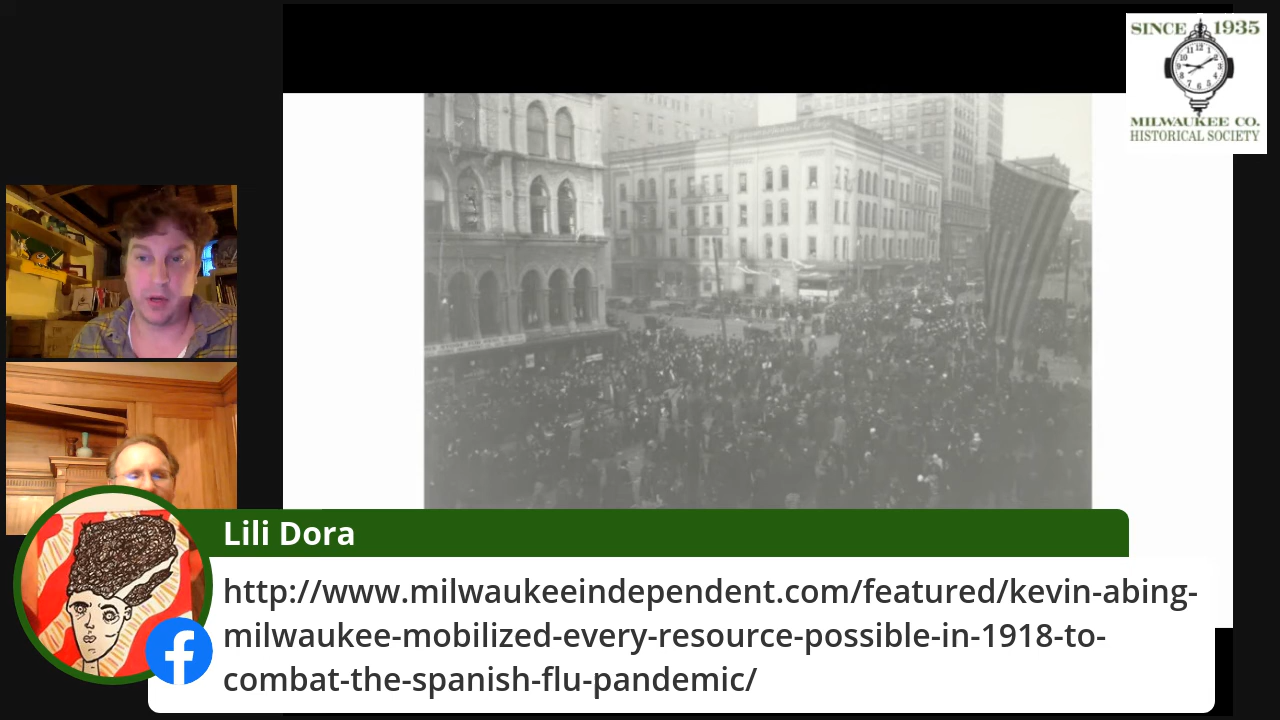 SINCE 1935
MILWAUKEE CO.
HISTORICAL SOCIETY
Lili Dora
http://www.milwaukeeindependent.com/featured/kevin-abing-
milwaukee-mobilized-every-resource-possible-in-1918-to-
combat-the-spanish-flu-pandemic/